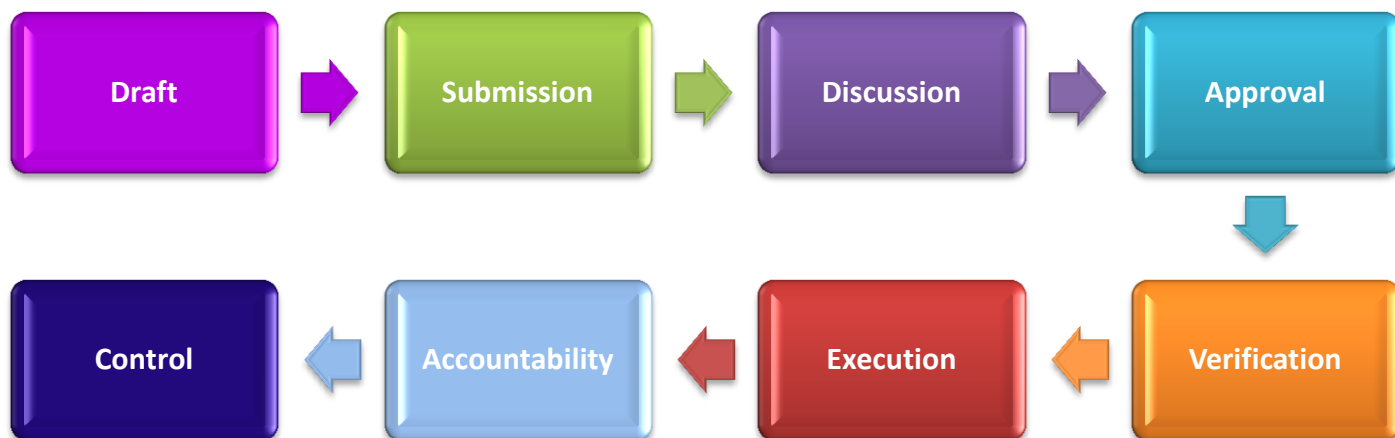 Draft
Submission
Discussion
Approval
Verification
Execution
Accountability
Control